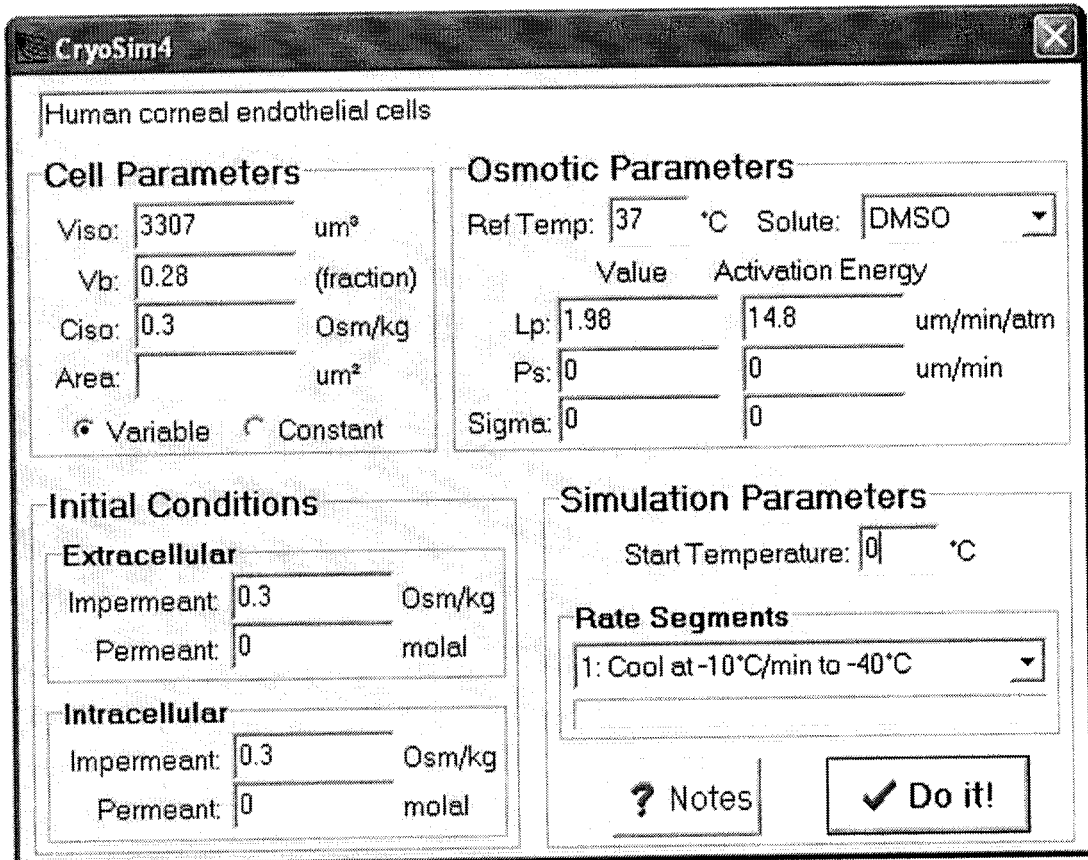 CryoSim4
Human corneal endothelial cells
Cell Parameters
Viso: 3307 um³
Vb: 0.28 (fraction)
Ciso: 0.3 Osm/kg
Area: um²
Variable Constant
Osmotic Parameters
Ref Temp: 37 °C Solute: DMSO
Value Activation Energy
Lp: 1.98 14.8 um/min/atm
Ps: 0 0 um/min
Sigma: 0 0
Initial Conditions
Extracellular
Impermeant: 0.3 Osm/kg
Permeant: 0 molal
Intracellular
Impermeant: 0.3 Osm/kg
Permeant: 0 molal
Simulation Parameters
Start Temperature: 0 °C
Rate Segments
1: Cool at -10°C/min to -40°C
? Notes
Do it!